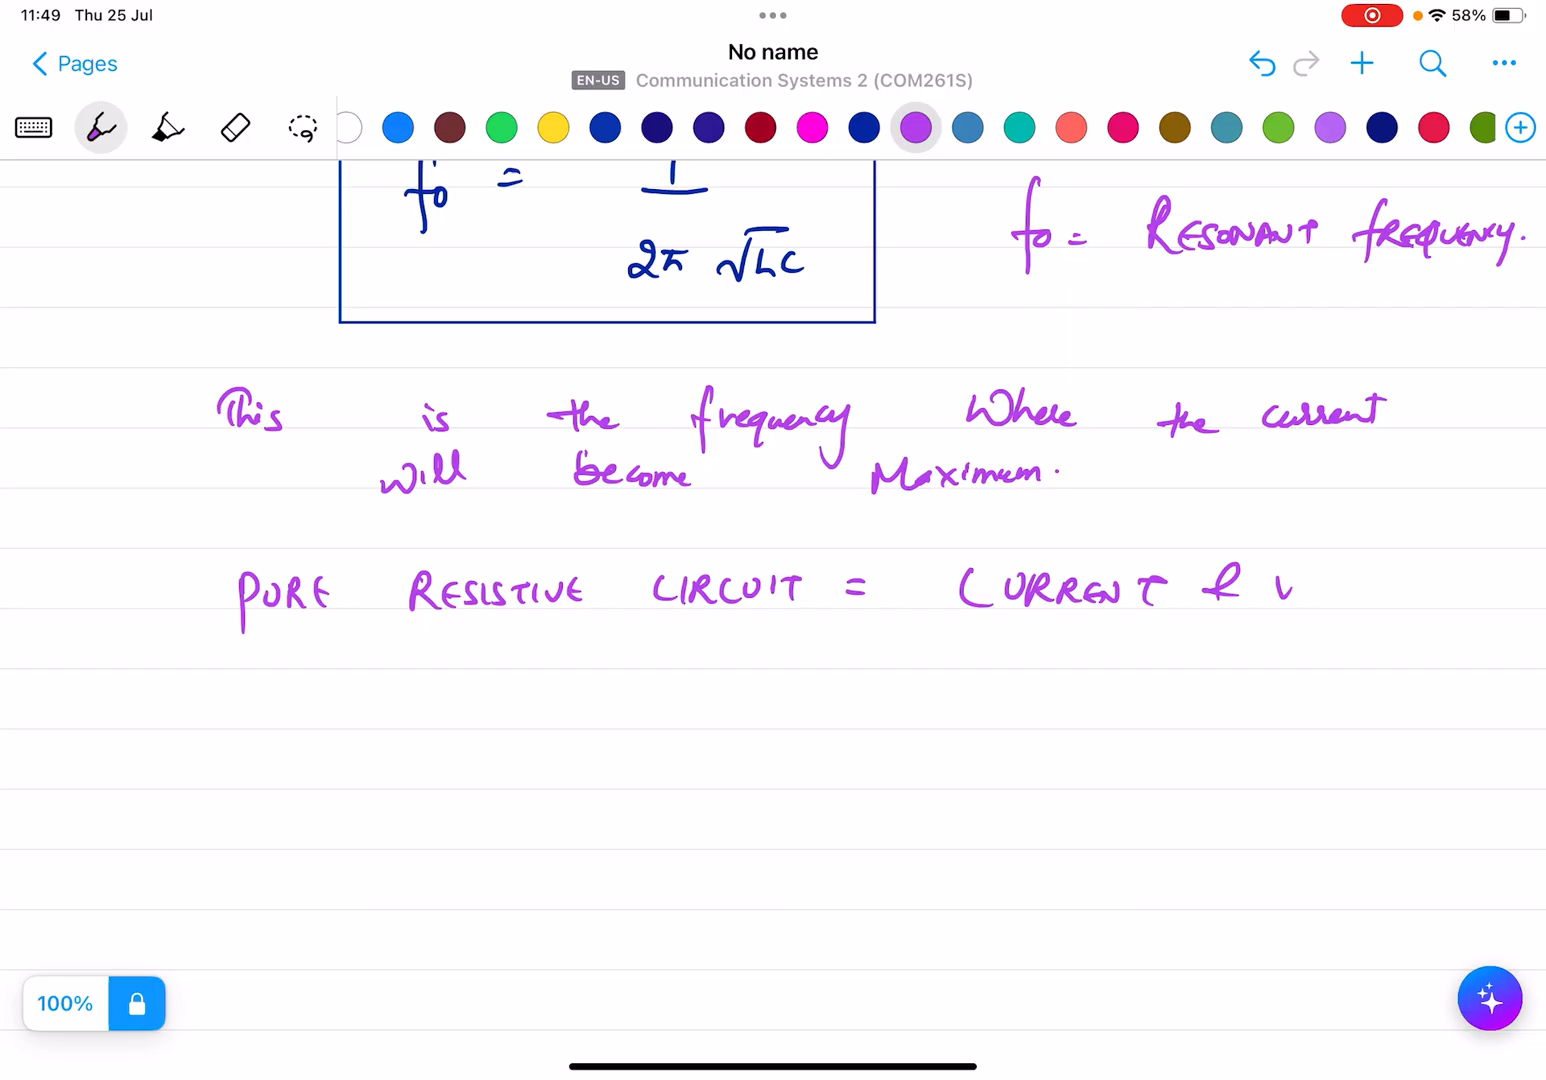 11:49 Thu 25 Jul
58%
Pages
No name
EN-US Communication Systems 2 (COM261S)
f0 = 1
2π √LC
f0 = RESONANT frEQUENCY.
This is the frequency Where the current
will become Maximum.
PURE RESISTIVE CIRCUIT = CURRENT & V
100%